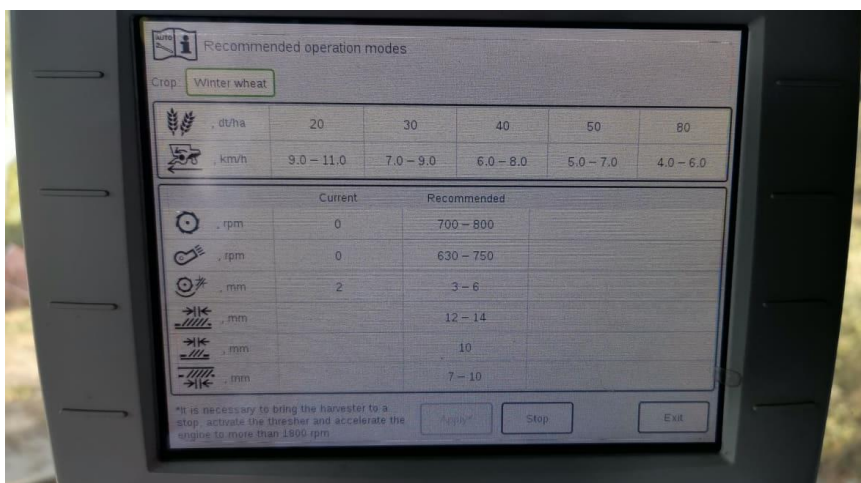 AUTO
Recommended operation modes
Crop: Winter wheat
, dt/ha 20 30 40 50 80
, km/h 9.0 – 11.0 7.0 – 9.0 6.0 – 8.0 5.0 – 7.0 4.0 – 6.0
Current Recommended
, rpm 0 700 – 800
, rpm 0 630 – 750
, mm 2 3 – 6
, mm 12 – 14
, mm 10
, mm 7 – 10
*It is necessary to bring the harvester to a
stop, activate the thresher and accelerate the
engine to more than 1800 rpm
Apply* Stop Exit